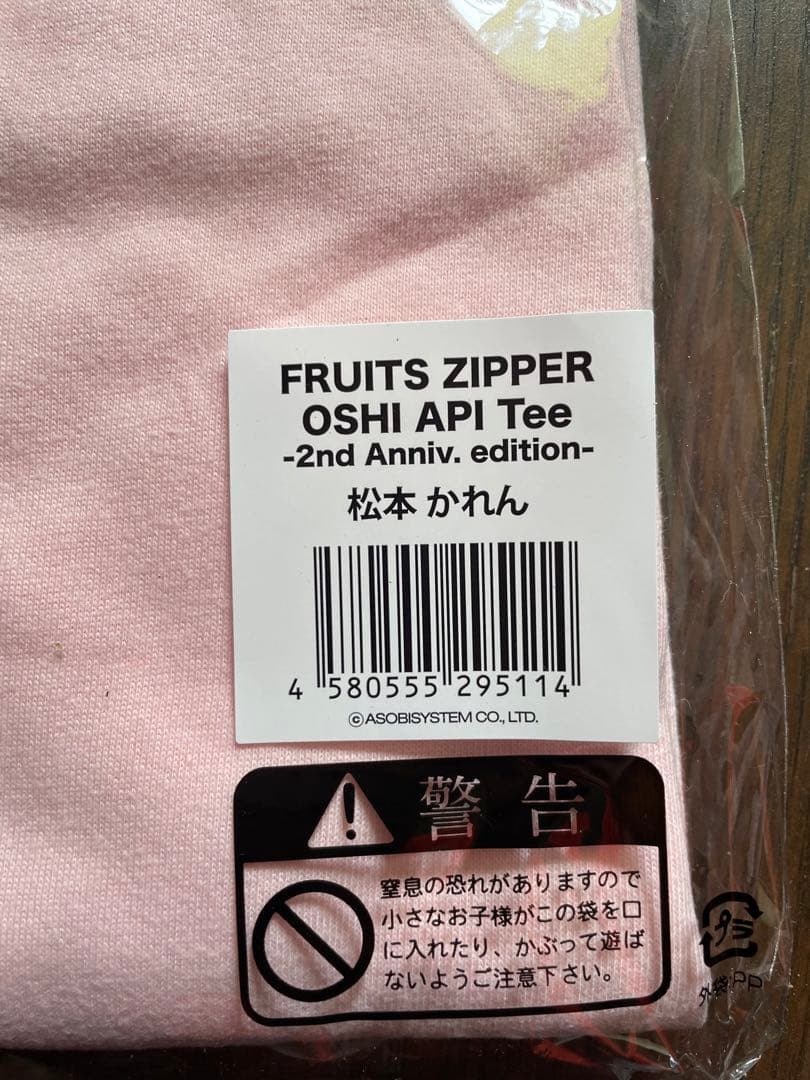 FRUITS ZIPPER
OSHI API Tee
-2nd Anniv. edition-
松本 かれん
4 580555 295114
©ASOBISYSTEM CO., LTD.
警告
窒息の恐れがありますので
小さなお子様がこの袋を口
に入れたり、かぶって遊ば
ないようご注意下さい。
プラ
外袋:PP